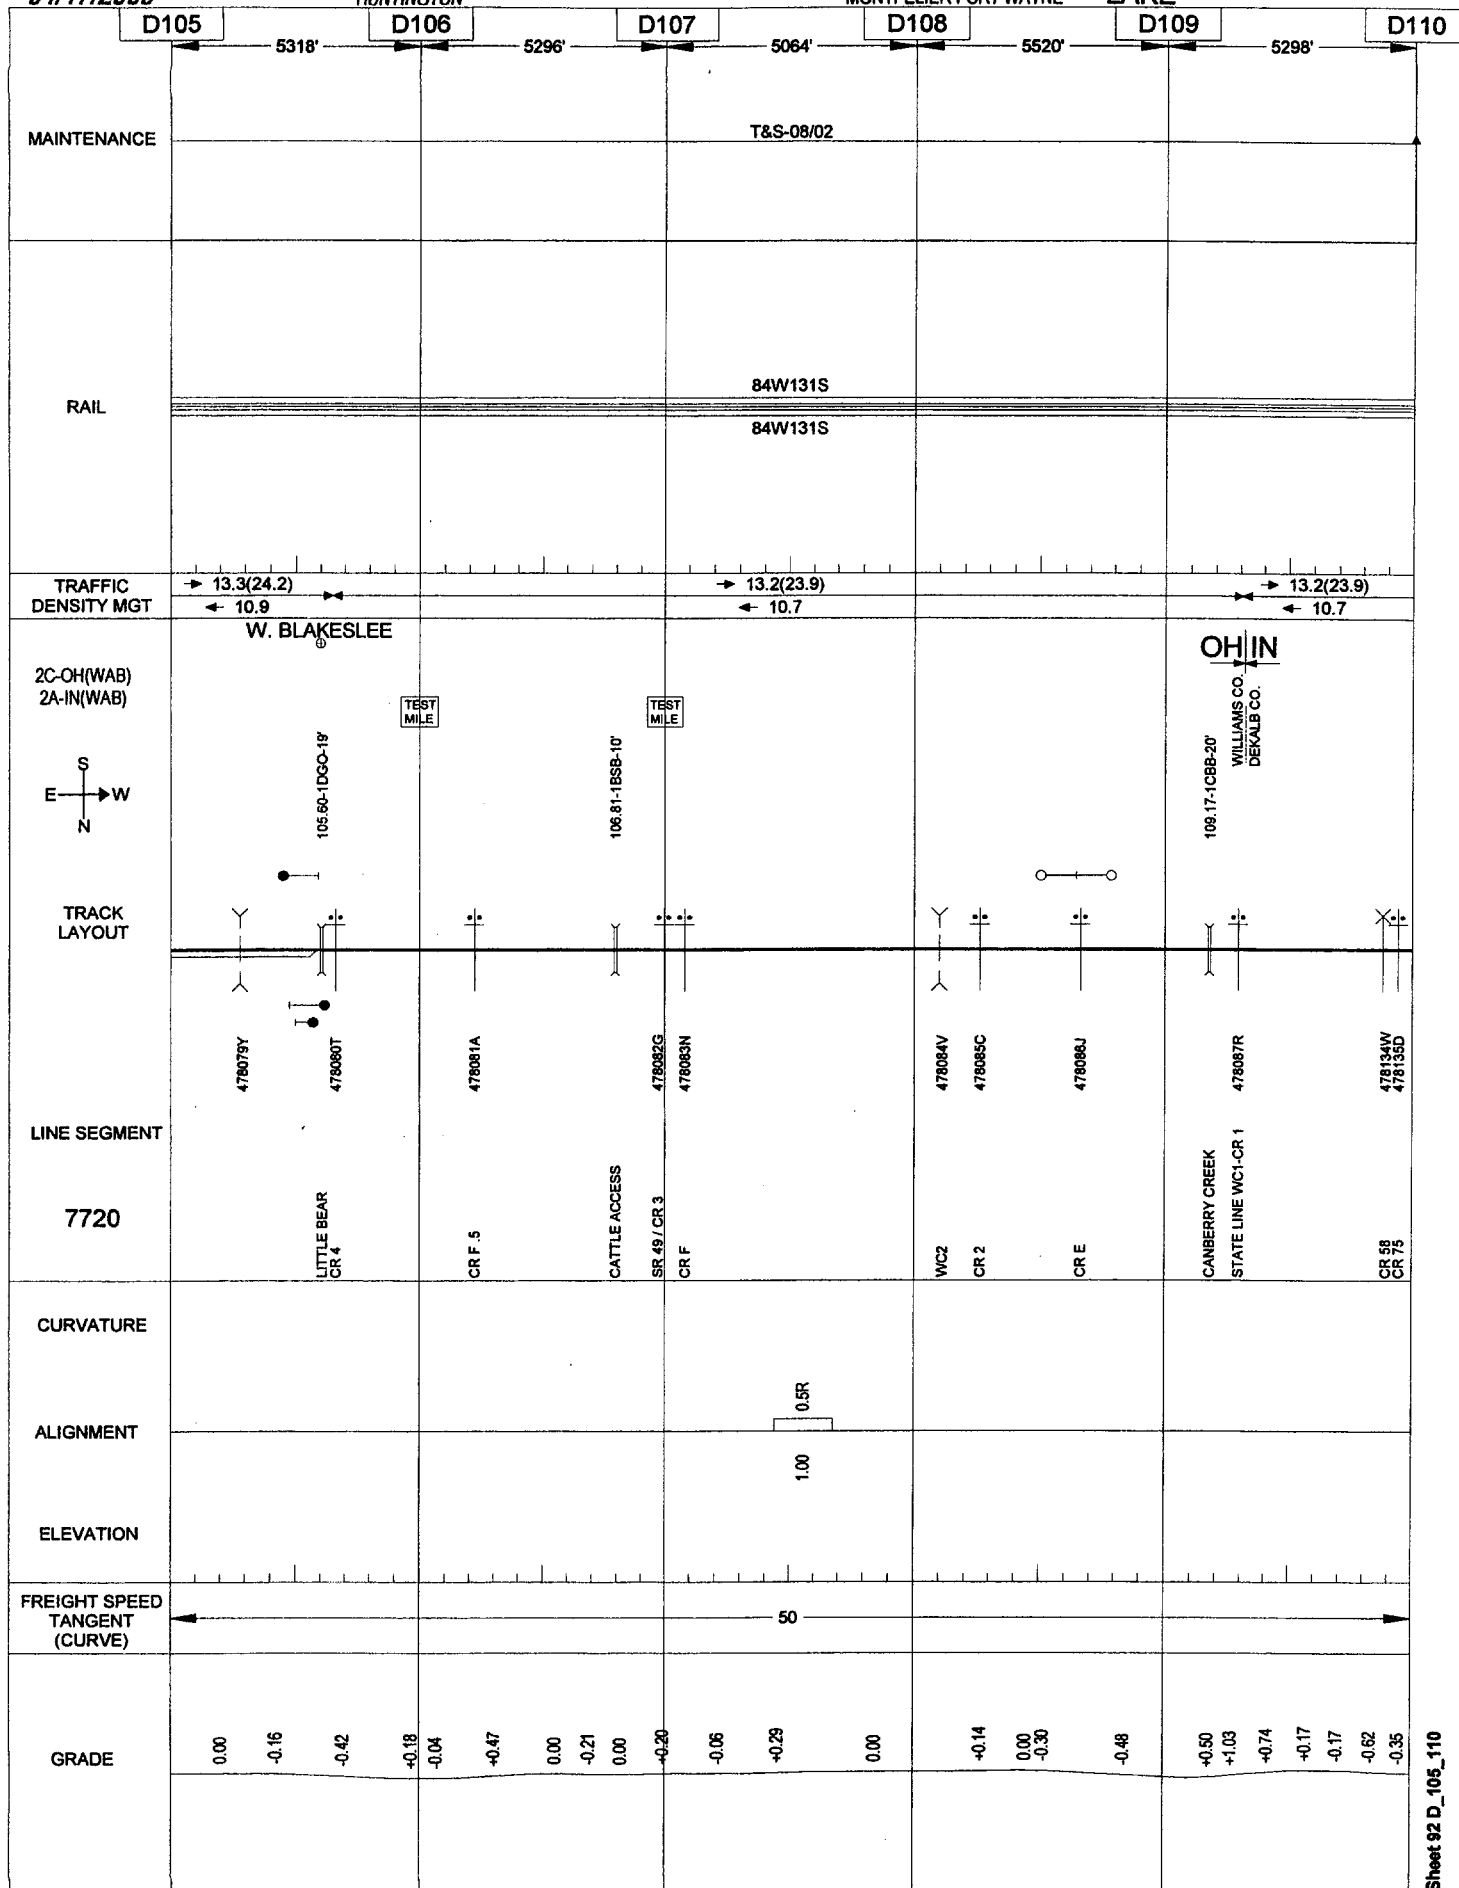 HUNTINGTON
LAKE
D105
D106
D107
D108
D109
D110
5318'
5296'
5064'
5520'
5298'
MAINTENANCE
T&S-08/02
RAIL
84W131S
84W131S
TRAFFIC
DENSITY MGT
13.3(24.2)
10.9
13.2(23.9)
10.7
13.2(23.9)
10.7
W. BLAKESLEE
OH IN
2C-OH(WAB)
2A-IN(WAB)
TEST
MILE
TEST
MILE
WILLIAMS CO.
DEKALB CO.
S
E W
N
105.60-1DGO-19'
106.81-1BSB-10'
109.17-1CBB-20'
TRACK
LAYOUT
478079Y
478080T
478081A
478082G
478083N
478084V
478085C
478086J
478087R
478134W
478135D
LINE SEGMENT
7720
LITTLE BEAR
CR 4
CR F .5
CATTLE ACCESS
SR 49 / CR 3
CR F
WC2
CR 2
CR E
CANBERRY CREEK
STATE LINE WC1-CR 1
CR 58
CR 75
CURVATURE
ALIGNMENT
0.5R
1.00
ELEVATION
FREIGHT SPEED
TANGENT
(CURVE)
50
GRADE
0.00
-0.16
-0.42
+0.18
-0.04
+0.47
0.00
-0.21
0.00
+0.20
-0.06
+0.29
0.00
+0.14
0.00
-0.30
-0.48
+0.50
+1.03
+0.74
+0.17
-0.17
-0.62
-0.35
Sheet 92 D_105_110